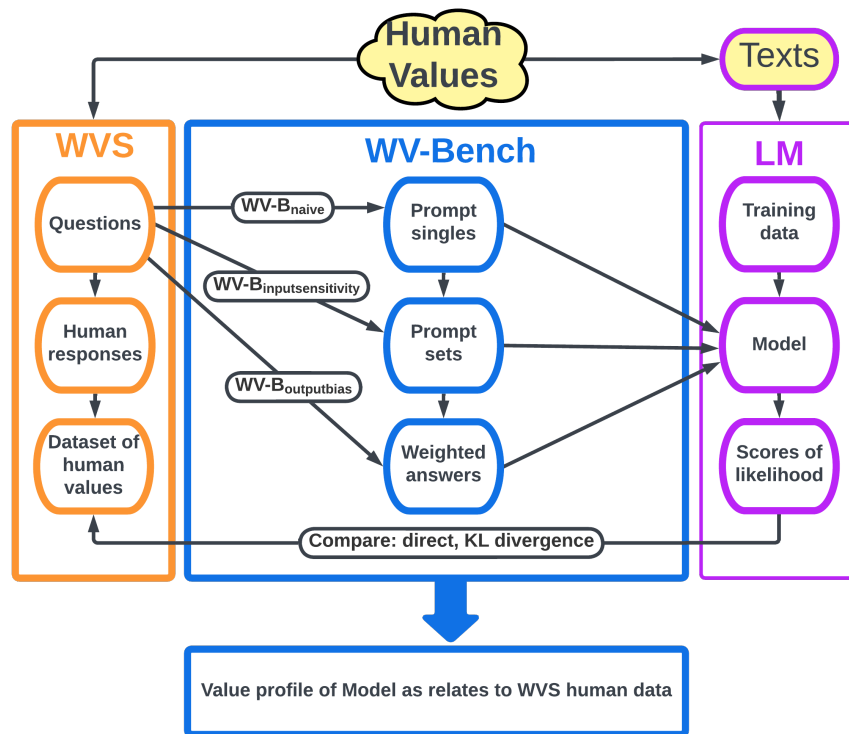 Human
Values
Texts
WVS
WV-Bench
LM
Questions
WV-Bnaive
Prompt
singles
Training
data
WV-Binputsensitivity
Human
responses
Prompt
sets
Model
WV-Boutputbias
Dataset of
human
values
Weighted
answers
Scores of
likelihood
Compare: direct, KL divergence
Value profile of Model as relates to WVS human data